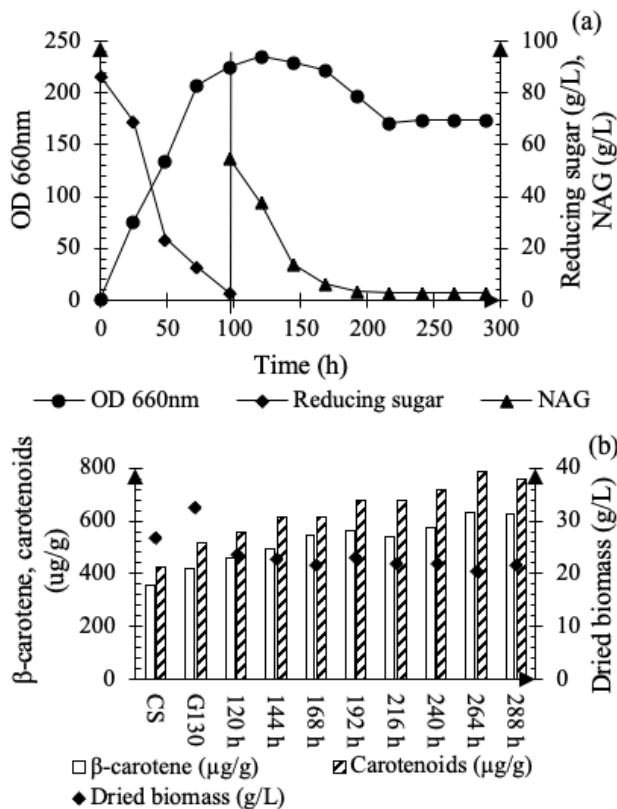 (a)
250
200
150
100
50
0
OD 660nm
100
80
60
40
20
0
Reducing sugar (g/L),
NAG (g/L)
0 50 100 150 200 250 300
Time (h)
OD 660nm Reducing sugar NAG
(b)
800
600
400
200
0
β-carotene, carotenoids
(ug/g)
40
30
20
10
0
Dried biomass (g/L)
CS G130 120 h 144 h 168 h 192 h 216 h 240 h 264 h 288 h
β-carotene (µg/g) Carotenoids (µg/g)
Dried biomass (g/L)